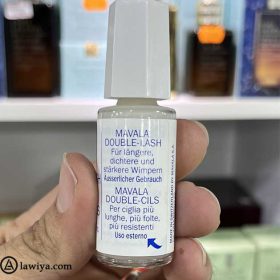 MAVALA
DOUBLE-LASH
Für längere,
dichtere und
stärkere Wimpern
Äusserlicher Gebrauch
MAVALA
DOUBLE-CILS
Per ciglia più
lunghe, più folte,
più resistenti
Uso esterno
lawiya.com